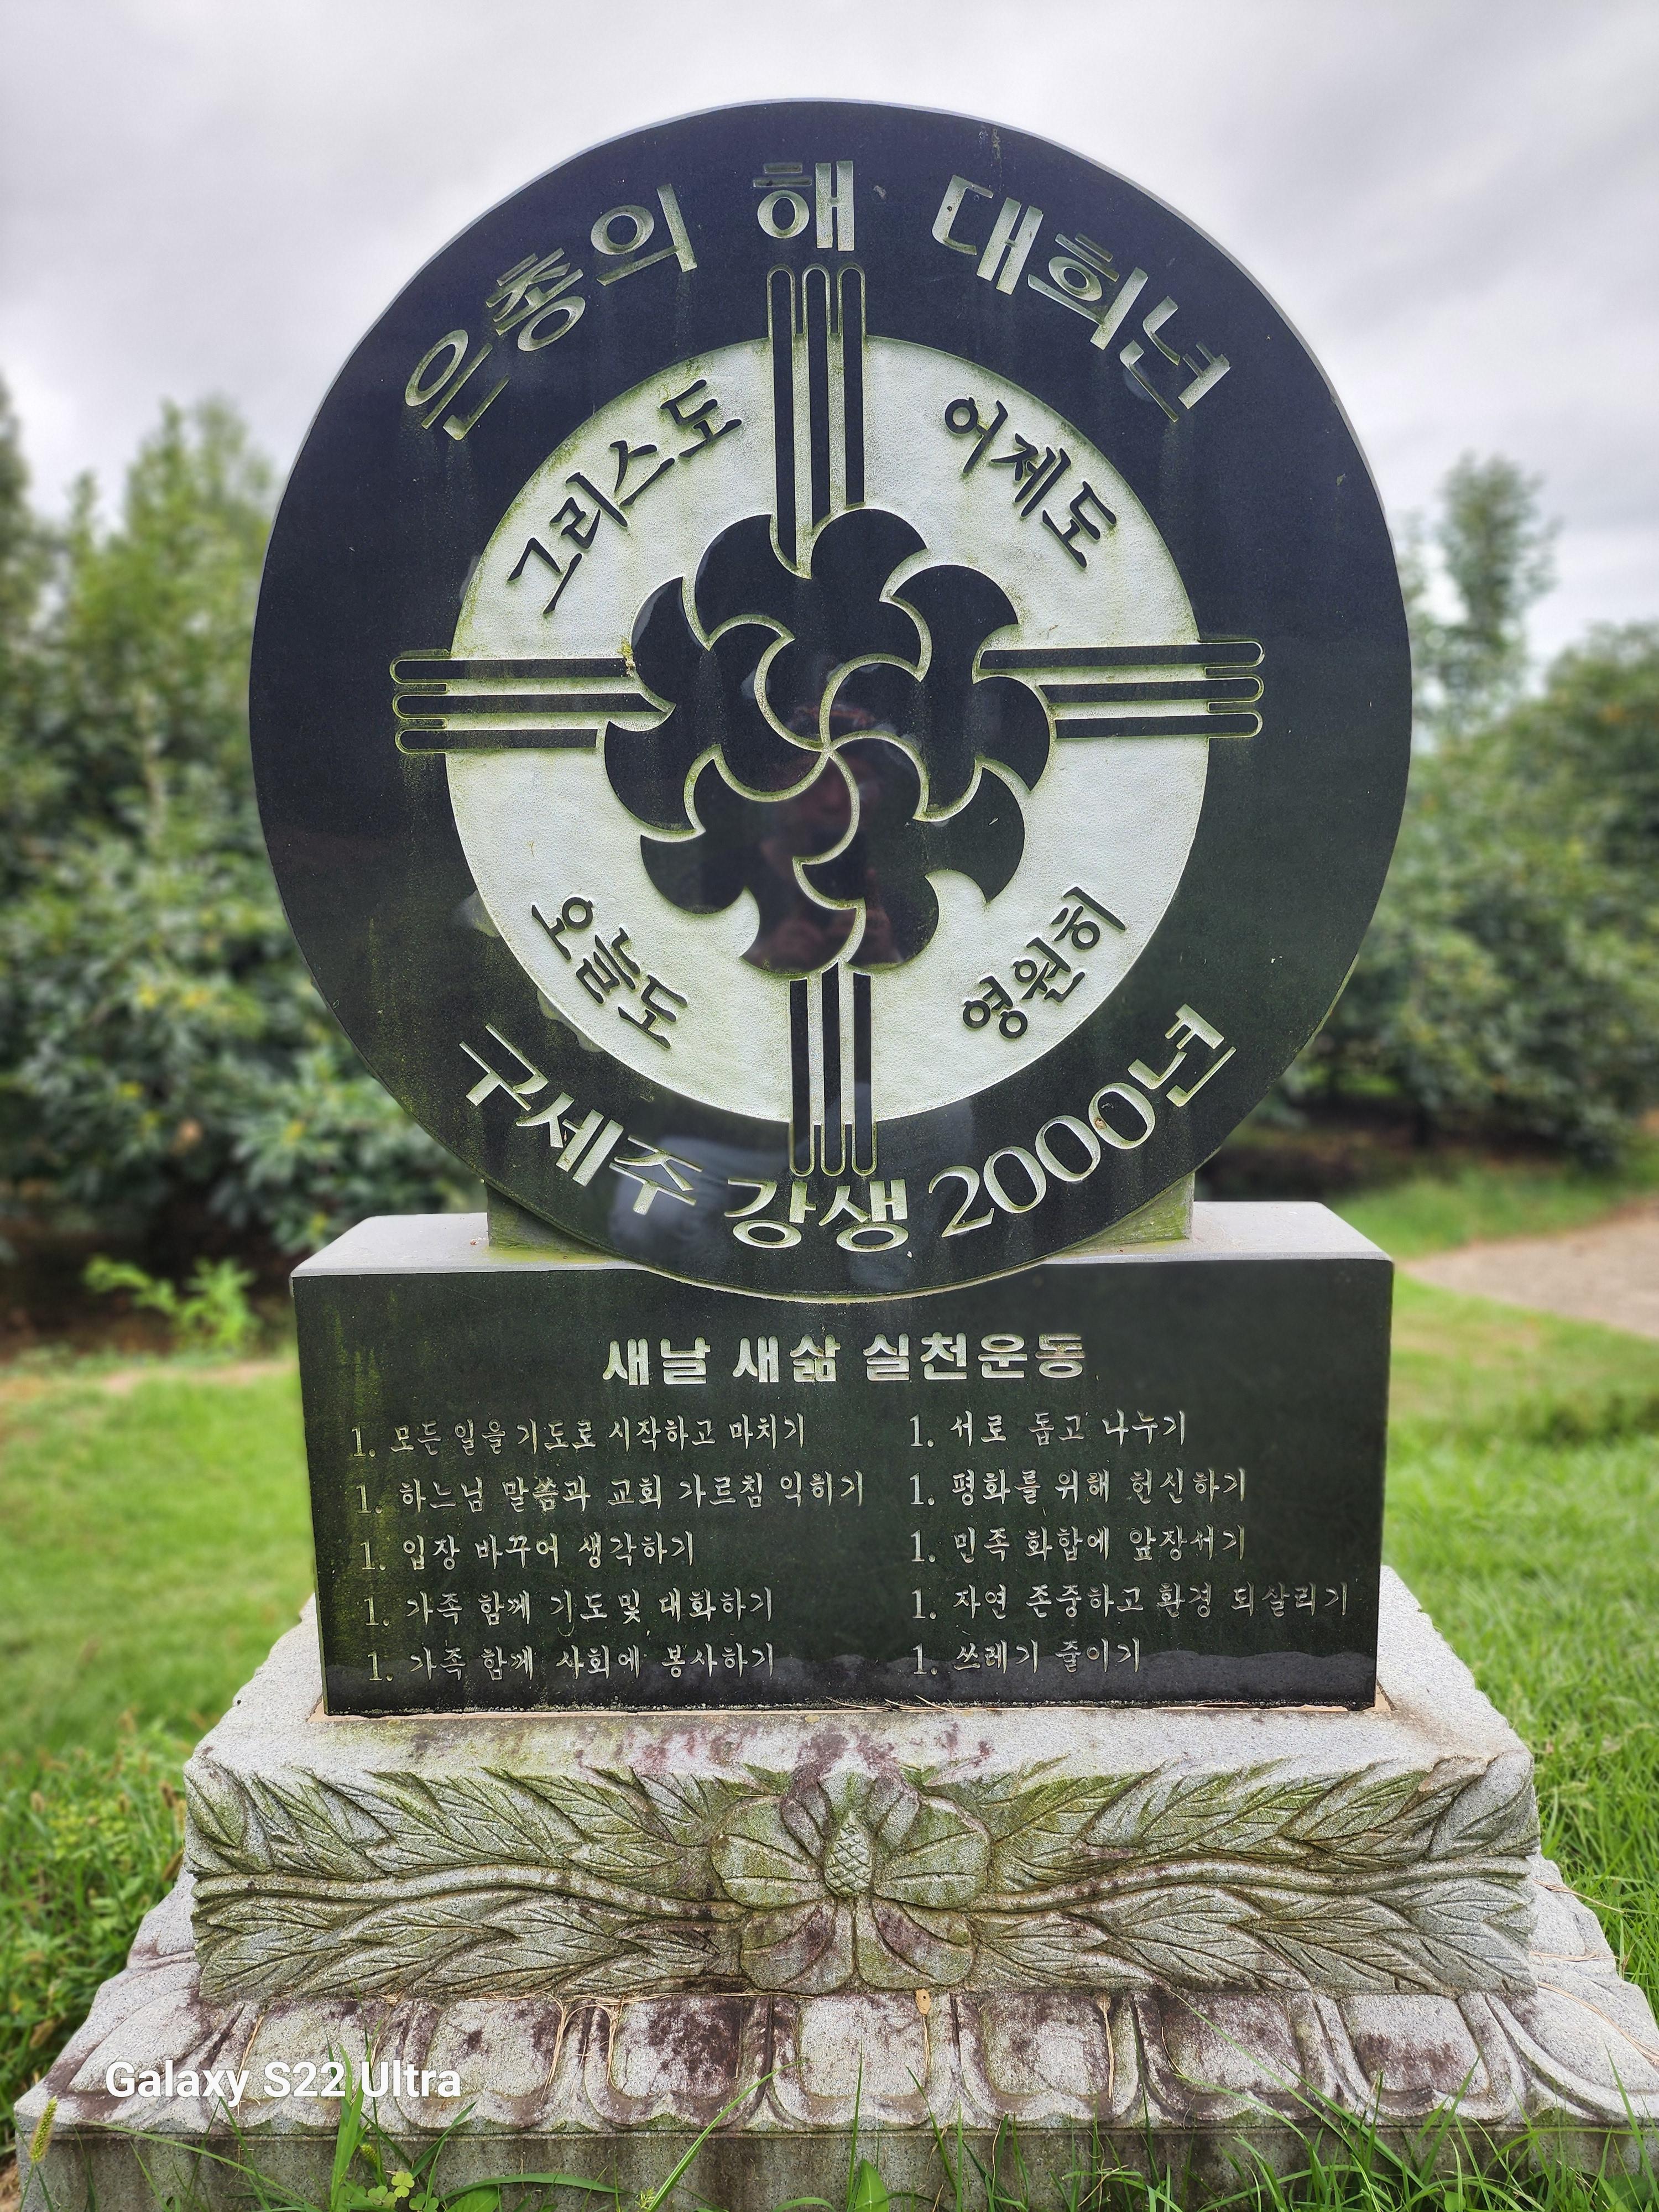 은총의 해 대희년
그리스도
어제도
오늘도
영원히
구세주 강생 2000년
새날 새삶 실천운동
1. 모든 일을 기도로 시작하고 마치기
1. 하느님 말씀과 교회 가르침 익히기
1. 입장 바꾸어 생각하기
1. 가족 함께 기도 및 대화하기
1. 가족 함께 사회에 봉사하기
1. 서로 돕고 나누기
1. 평화를 위해 헌신하기
1. 민족 화합에 앞장서기
1. 자연 존중하고 환경 되살리기
1. 쓰레기 줄이기
Galaxy S22 Ultra